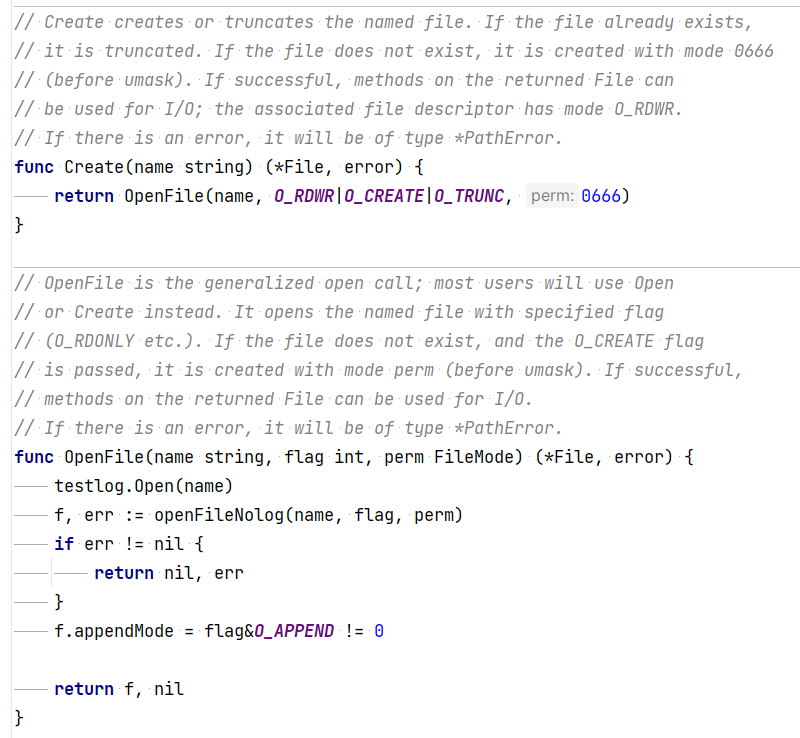 // Create creates or truncates the named file. If the file already exists,
// it is truncated. If the file does not exist, it is created with mode 0666
// (before umask). If successful, methods on the returned File can
// be used for I/O; the associated file descriptor has mode O_RDWR.
// If there is an error, it will be of type *PathError.
func Create(name string) (*File, error) {
return OpenFile(name, O_RDWR|O_CREATE|O_TRUNC, perm: 0666)
}
// OpenFile is the generalized open call; most users will use Open
// or Create instead. It opens the named file with specified flag
// (O_RDONLY etc.). If the file does not exist, and the O_CREATE flag
// is passed, it is created with mode perm (before umask). If successful,
// methods on the returned File can be used for I/O.
// If there is an error, it will be of type *PathError.
func OpenFile(name string, flag int, perm FileMode) (*File, error) {
testlog.Open(name)
f, err := openFileNolog(name, flag, perm)
if err != nil {
return nil, err
}
f.appendMode = flag&O_APPEND != 0
return f, nil
}